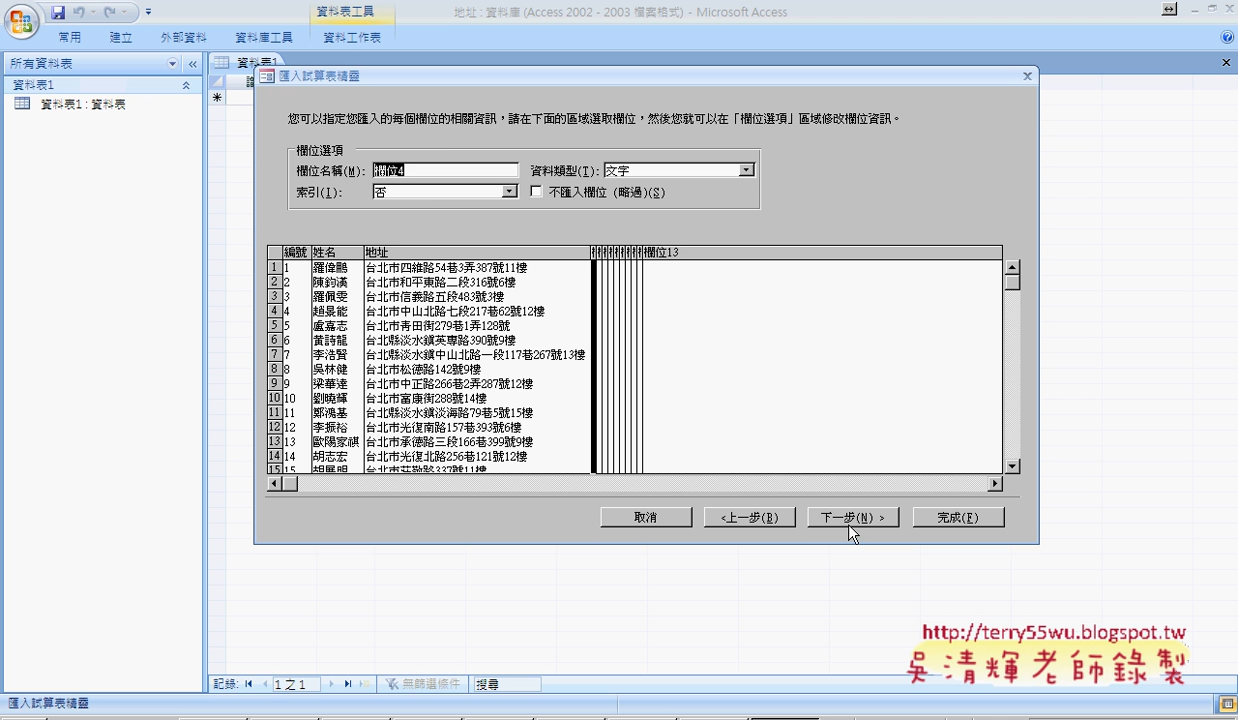 資料表工具
地址 : 資料庫 (Access 2002 - 2003 檔案格式) - Microsoft Access
常用 建立 外部資料 資料庫工具 資料工作表
所有資料表 «
資料表1
資料表1
資料表1 : 資料表
匯入試算表精靈
您可以指定您匯入的每個欄位的相關資訊，請在下面的區域選取欄位，然後您就可以在「欄位選項」區域修改欄位資訊。
欄位選項
欄位名稱(M): 欄位4 資料類型(T): 文字
索引(I): 否 不匯入欄位 (略過)(S)
編號 姓名 地址 欄位13
1 1 羅偉鵬 台北市四維路54巷3弄387號11樓
2 2 陳鈞漢 台北市和平東路二段316號6樓
3 3 羅佩雯 台北市信義路五段483號3樓
4 4 趙景能 台北市中山北路七段217巷62號12樓
5 5 盧嘉志 台北市青田街279巷1弄128號
6 6 黃詩龍 台北縣淡水鎮英專路390號9樓
7 7 李浩賢 台北縣淡水鎮中山北路一段117巷267號13樓
8 8 吳林健 台北市松德路142號9樓
9 9 梁華達 台北市中正路266巷2弄287號12樓
10 10 劉曉輝 台北市富康街288號14樓
11 11 鄭鴻基 台北縣淡水鎮淡海路79巷5號15樓
12 12 李振裕 台北市光復南路157巷393號6樓
13 13 歐陽家祺 台北市承德路三段166巷399號9樓
14 14 胡志宏 台北市光復北路256巷121號12樓
15 15 胡展明 台北市莊敬路337號11樓
取消 <上一步(B) 下一步(N) > 完成(F)
http://terry55wu.blogspot.tw
吳清輝老師錄製
記錄: 1 之 1 無篩選條件 搜尋
匯入試算表精靈